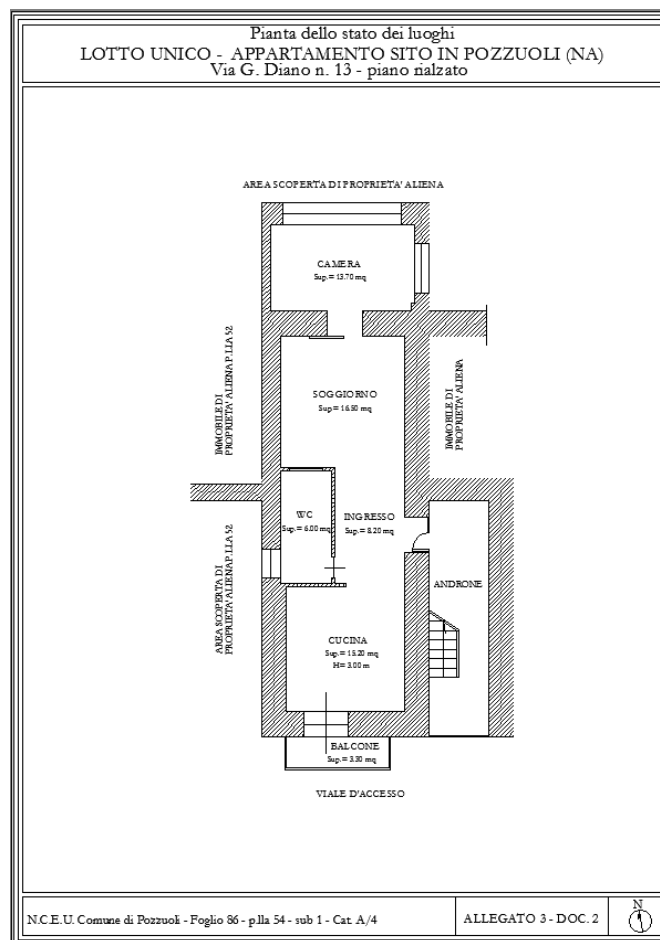 Pianta dello stato dei luoghi
LOTTO UNICO - APPARTAMENTO SITO IN POZZUOLI (NA)
Via G. Diano n. 13 - piano rialzato
AREA SCOPERTA DI PROPRIETA' ALIENA
CAMERA
Sup.= 13.70 mq
IMMOBILE DI
PROPRIETA' ALIENA P.LLA 52
SOGGIORNO
Sup= 16.50 mq
IMMOBILE DI
PROPRIETA' ALIENA
WC
Sup.= 6.00 mq
INGRESSO
Sup.= 8.20 mq
AREA SCOPERTA DI
PROPRIETA' ALIENA P.LLA 52
ANDRONE
CUCINA
Sup.= 15.20 mq
H= 3.00 m
BALCONE
Sup.= 3.30 mq
VIALE D'ACCESSO
N.C.E.U. Comune di Pozzuoli - Foglio 86 - p.lla 54 - sub 1 - Cat. A/4
ALLEGATO 3 - DOC. 2
N